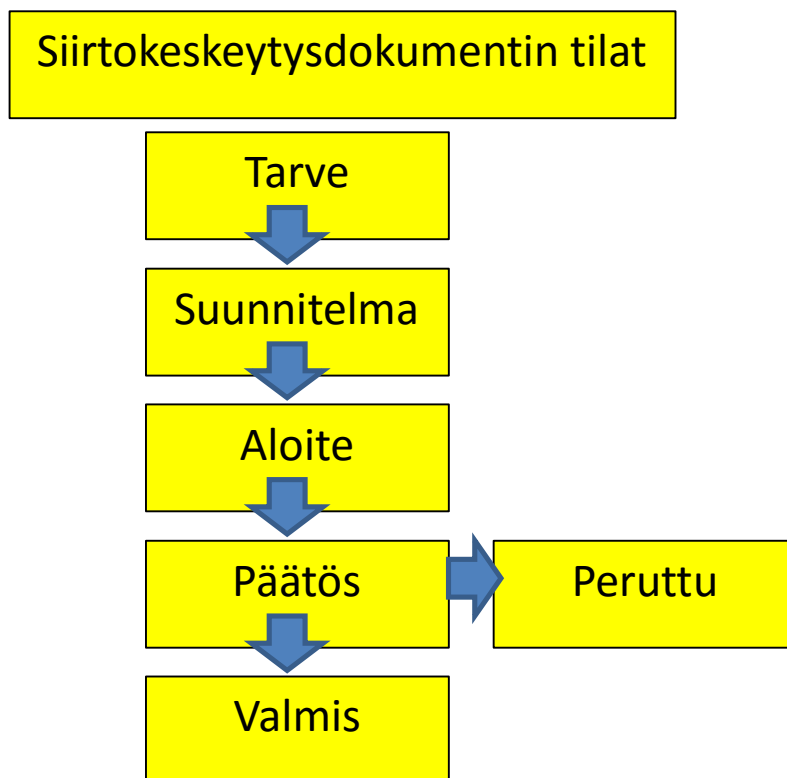 Siirtokeskeytysdokumentin tilat
Tarve
Suunnitelma
Aloite
Päätös
Peruttu
Valmis